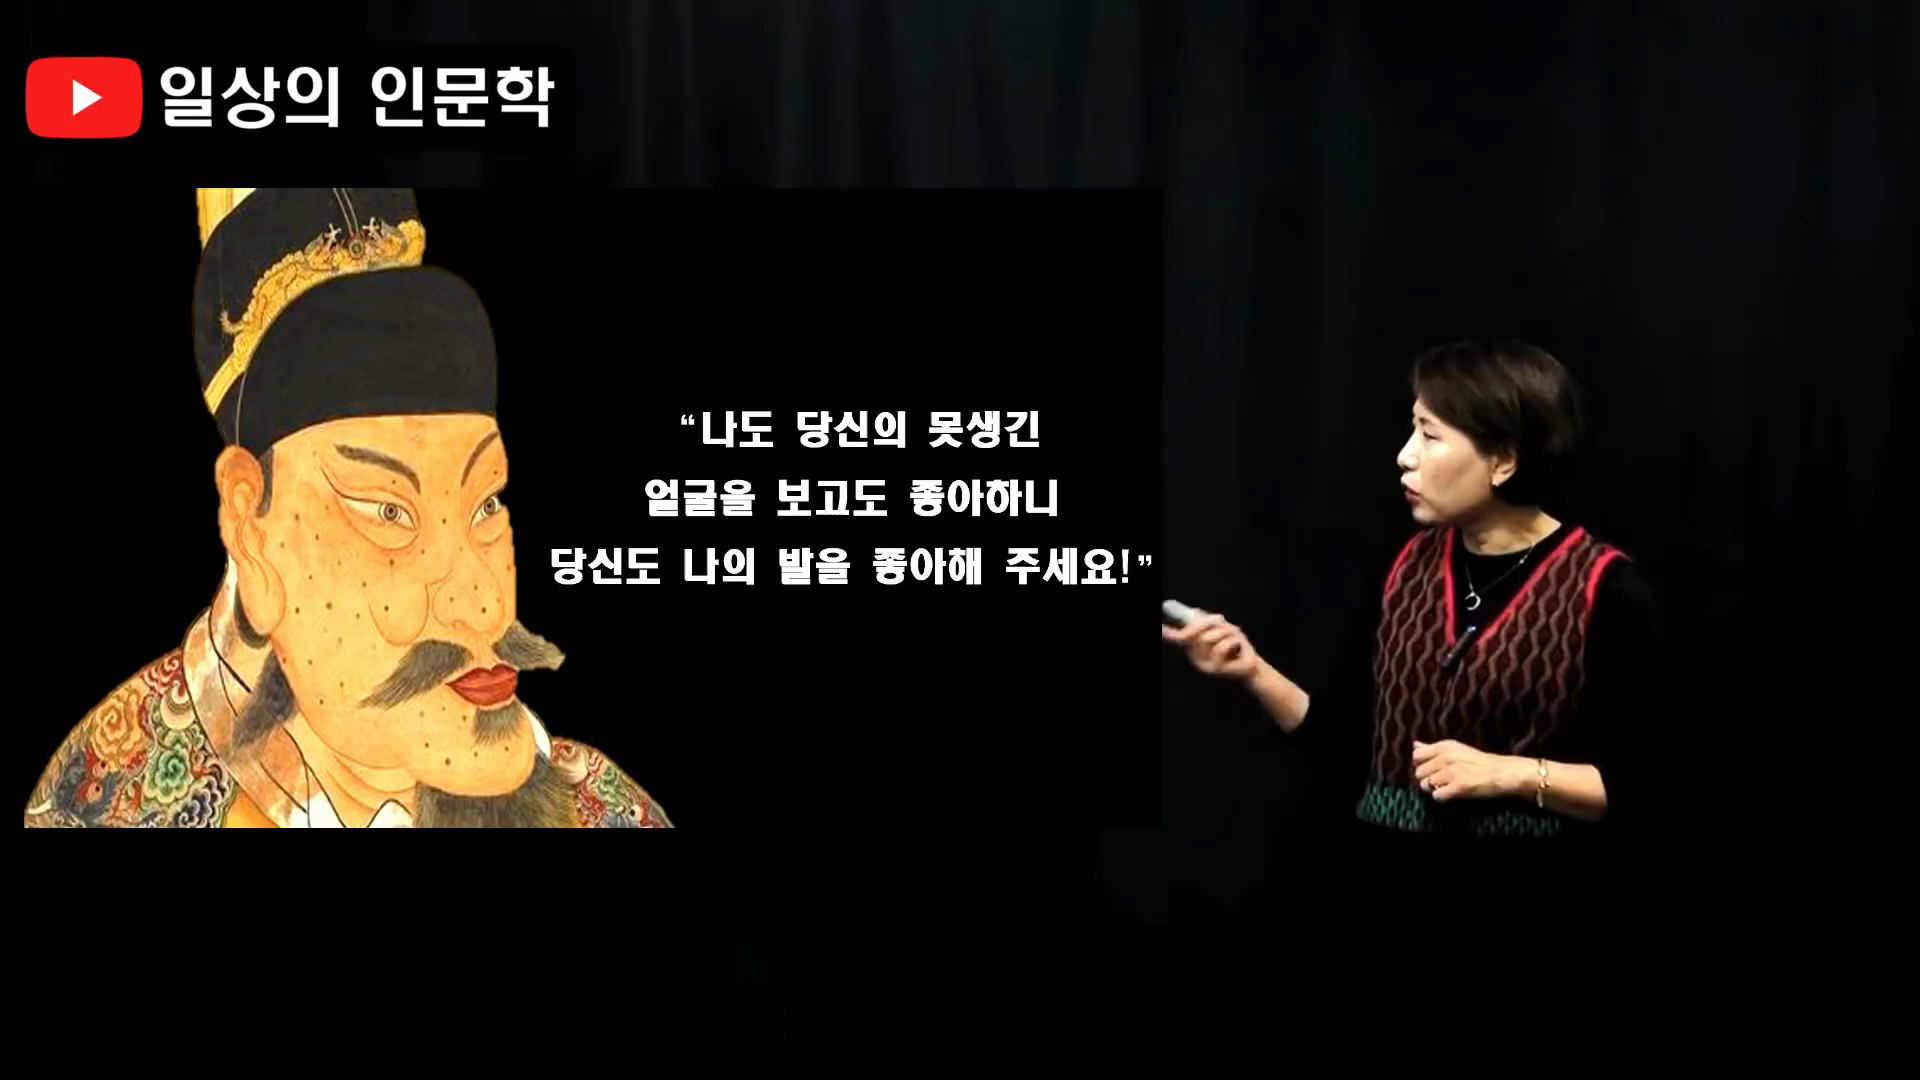 일상의 인문학
“나도 당신의 못생긴
얼굴을 보고도 좋아하니
당신도 나의 발을 좋아해 주세요!”